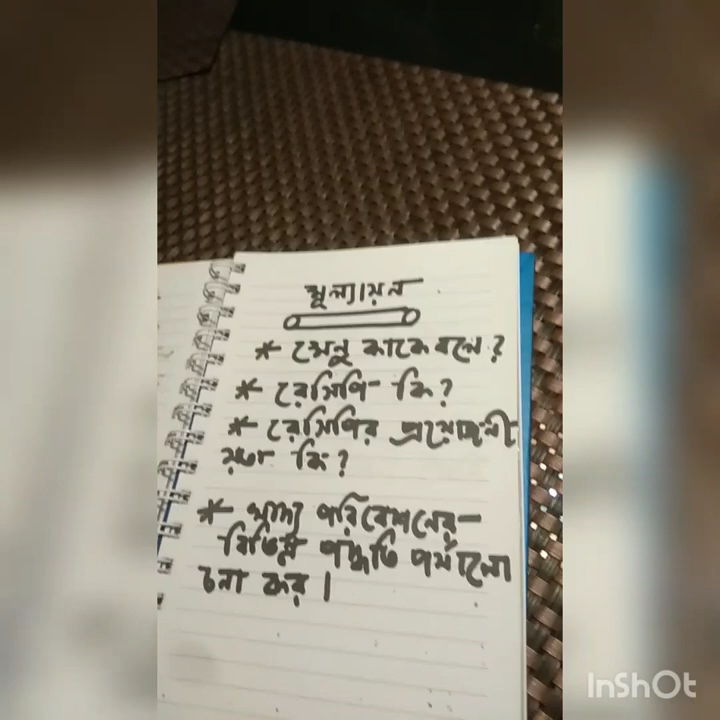 মূল্যায়ন
* মেনু কাকে বলে?
* রেসিপি কি?
* রেসিপির প্রয়োজনী
য়তা কি?
* খাদ্য পরিবেশনের
বিভিন্ন পদ্ধতি পর্যালো
চনা কর।
InShOt